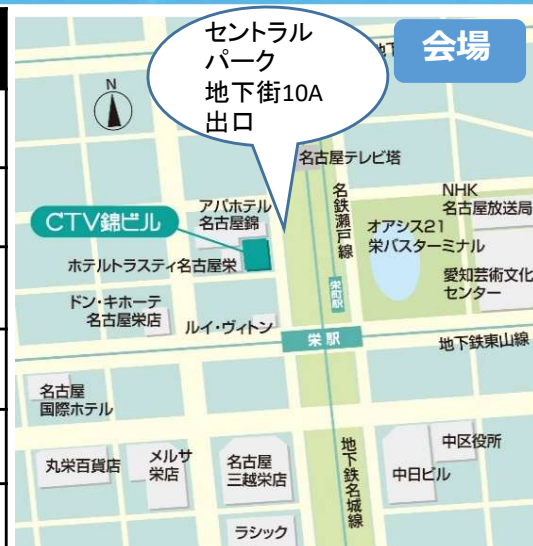 セントラル
パーク
地下街10A
出口
会場
地下
N
名古屋テレビ塔
アパホテル
名古屋錦
CTV錦ビル
ホテルトラスティ名古屋栄
ドン・キホーテ
名古屋栄店
ルイ・ヴィトン
名鉄瀬戸線
栄町駅
オアシス21
栄バスターミナル
NHK
名古屋放送局
愛知芸術文化
センター
栄駅
地下鉄東山線
名古屋
国際ホテル
丸栄百貨店
メルサ
栄店
名古屋
三越栄店
ラシック
地下鉄名城線
中日ビル
中区役所